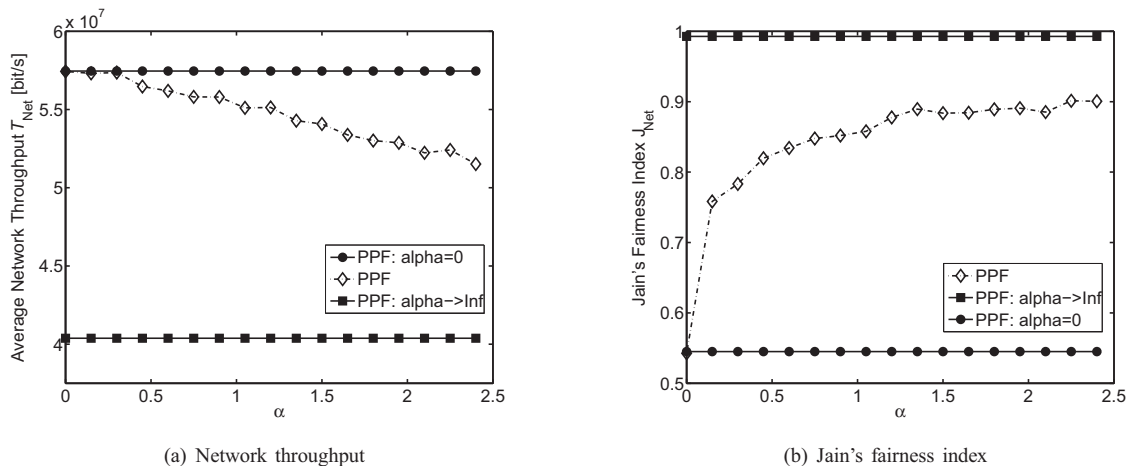 6
x 10^7
5.5
5
4.5
4
Average Network Throughput T_Net [bit/s]
PPF: alpha=0
PPF
PPF: alpha->Inf
0 0.5 1 1.5 2 2.5
α
(a) Network throughput
1
0.9
0.8
0.7
0.6
0.5
Jain's Fairness Index J_Net
PPF
PPF: alpha->Inf
PPF: alpha=0
0 0.5 1 1.5 2 2.5
α
(b) Jain's fairness index